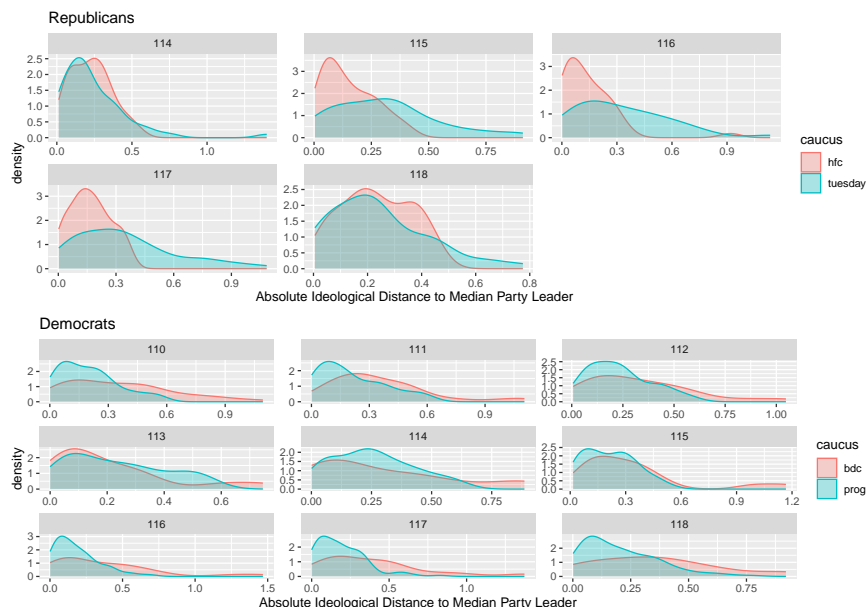 Republicans
114
115
116
2.5
2.0
1.5
1.0
0.5
0.0
0.0 0.5 1.0
3
2
1
0
0.00 0.25 0.50 0.75
3
2
1
0
0.0 0.3 0.6 0.9
density
117
118
3
2
1
0
0.0 0.3 0.6 0.9
2.5
2.0
1.5
1.0
0.5
0.0
0.0 0.2 0.4 0.6 0.8
Absolute Ideological Distance to Median Party Leader
caucus
hfc
tuesday
Democrats
110
111
112
2
1
0
0.0 0.3 0.6 0.9
2
1
0
0.0 0.3 0.6 0.9
2.5
2.0
1.5
1.0
0.5
0.0
0.00 0.25 0.50 0.75 1.00
density
113
114
115
2
1
0
0.0 0.2 0.4 0.6
2.0
1.5
1.0
0.5
0.0
0.00 0.25 0.50 0.75
2.0
1.5
1.0
0.5
0.0
0.0 0.3 0.6 0.9 1.2
116
117
118
3
2
1
0
0.0 0.5 1.0 1.5
2
1
0
0.0 0.5 1.0
2
1
0
0.00 0.25 0.50 0.75
Absolute Ideological Distance to Median Party Leader
caucus
bdc
prog